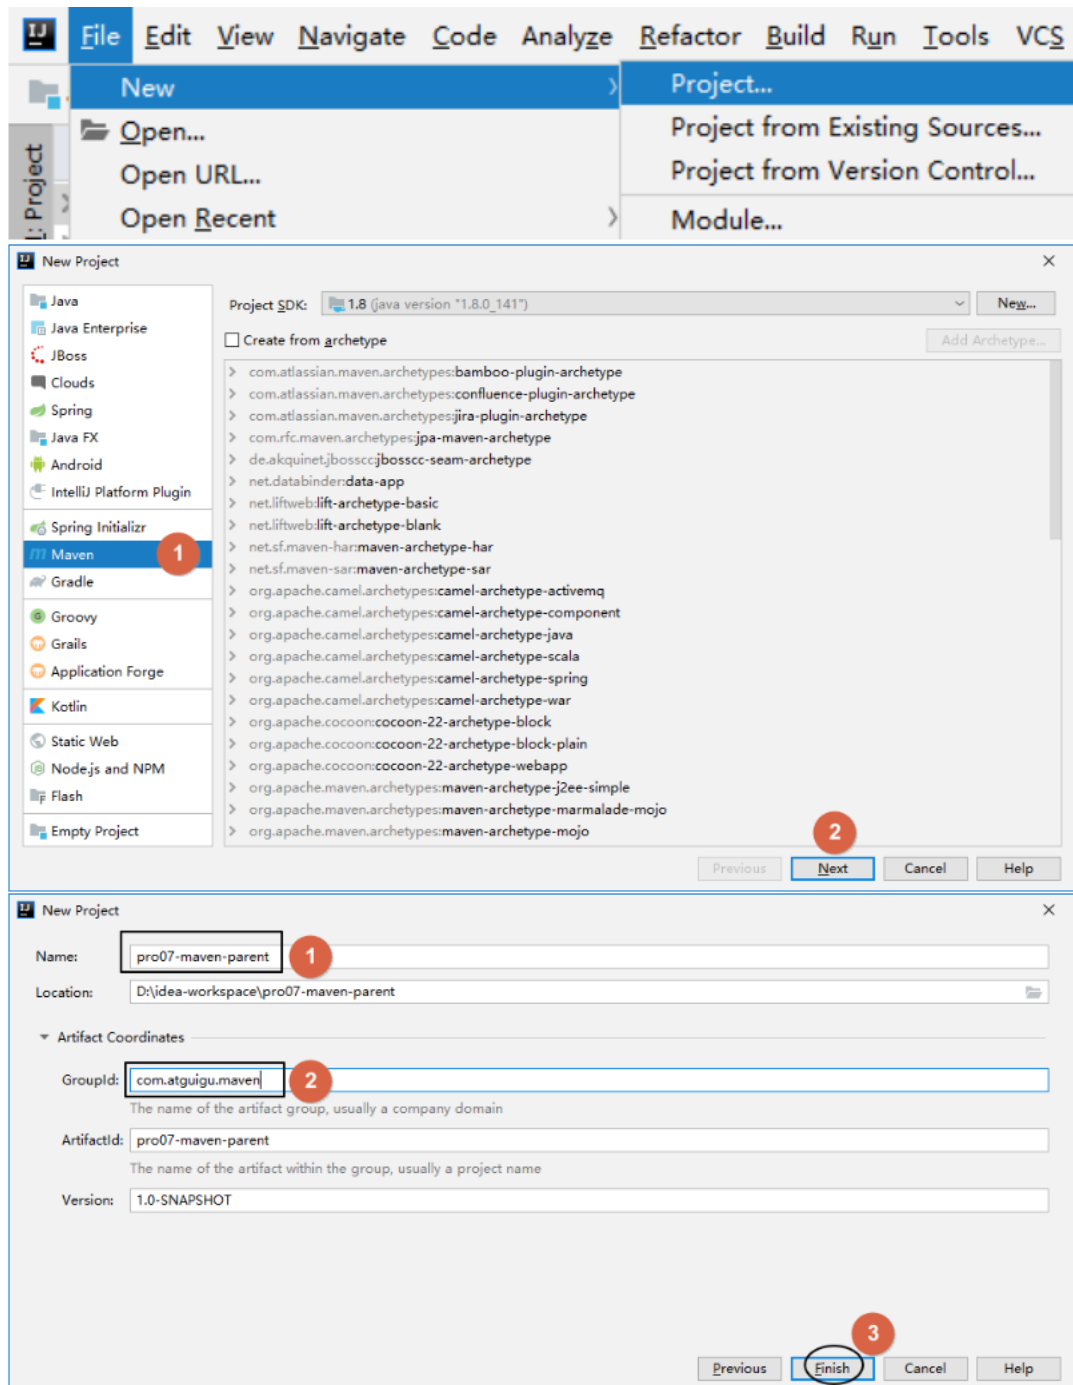 File Edit View Navigate Code Analyze Refactor Build Run Tools VCS
New Project...
Open... Project from Existing Sources...
Open URL... Project from Version Control...
Open Recent Module...
1: Project
New Project
Java
Java Enterprise
JBoss
Clouds
Spring
Java FX
Android
IntelliJ Platform Plugin
Spring Initializr
Maven 1
Gradle
Groovy
Grails
Application Forge
Kotlin
Static Web
Node.js and NPM
Flash
Empty Project
Project SDK: 1.8 (java version "1.8.0_141") New...
Create from archetype Add Archetype...
com.atlassian.maven.archetypes:bamboo-plugin-archetype
com.atlassian.maven.archetypes:confluence-plugin-archetype
com.atlassian.maven.archetypes:jira-plugin-archetype
com.rfc.maven.archetypes:jpa-maven-archetype
de.akquinet.jbosscc:jbosscc-seam-archetype
net.databinder:data-app
net.liftweb:lift-archetype-basic
net.liftweb:lift-archetype-blank
net.sf.maven-har:maven-archetype-har
net.sf.maven-sar:maven-archetype-sar
org.apache.camel.archetypes:camel-archetype-activemq
org.apache.camel.archetypes:camel-archetype-component
org.apache.camel.archetypes:camel-archetype-java
org.apache.camel.archetypes:camel-archetype-scala
org.apache.camel.archetypes:camel-archetype-spring
org.apache.camel.archetypes:camel-archetype-war
org.apache.cocoon:cocoon-22-archetype-block
org.apache.cocoon:cocoon-22-archetype-block-plain
org.apache.cocoon:cocoon-22-archetype-webapp
org.apache.maven.archetypes:maven-archetype-j2ee-simple
org.apache.maven.archetypes:maven-archetype-marmalade-mojo
org.apache.maven.archetypes:maven-archetype-mojo
2
Previous Next Cancel Help
New Project
Name: pro07-maven-parent 1
Location: D:\idea-workspace\pro07-maven-parent
Artifact Coordinates
GroupId: com.atguigu.maven 2
The name of the artifact group, usually a company domain
ArtifactId: pro07-maven-parent
The name of the artifact within the group, usually a project name
Version: 1.0-SNAPSHOT
3
Previous Finish Cancel Help